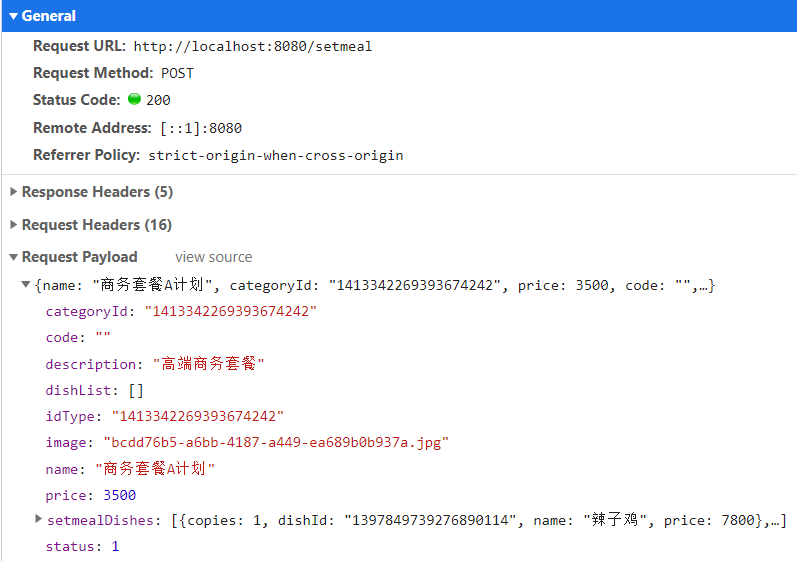 General
Request URL: http://localhost:8080/setmeal
Request Method: POST
Status Code: 200
Remote Address: [::1]:8080
Referrer Policy: strict-origin-when-cross-origin
Response Headers (5)
Request Headers (16)
Request Payload view source
{name: "商务套餐A计划", categoryId: "1413342269393674242", price: 3500, code: "",…}
categoryId: "1413342269393674242"
code: ""
description: "高端商务套餐"
dishList: []
idType: "1413342269393674242"
image: "bcdd76b5-a6bb-4187-a449-ea689b0b937a.jpg"
name: "商务套餐A计划"
price: 3500
setmealDishes: [{copies: 1, dishId: "1397849739276890114", name: "辣子鸡", price: 7800},…]
status: 1